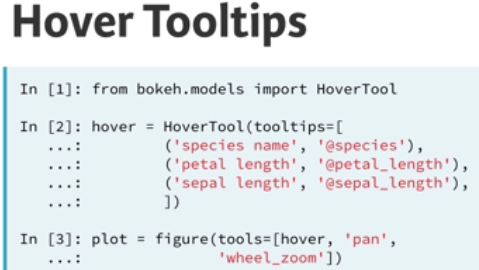 Hover Tooltips
In [1]: from bokeh.models import HoverTool
In [2]: hover = HoverTool(tooltips=[
...: ('species name', '@species'),
...: ('petal length', '@petal_length'),
...: ('sepal length', '@sepal_length'),
...: ])
In [3]: plot = figure(tools=[hover, 'pan',
...: 'wheel_zoom'])